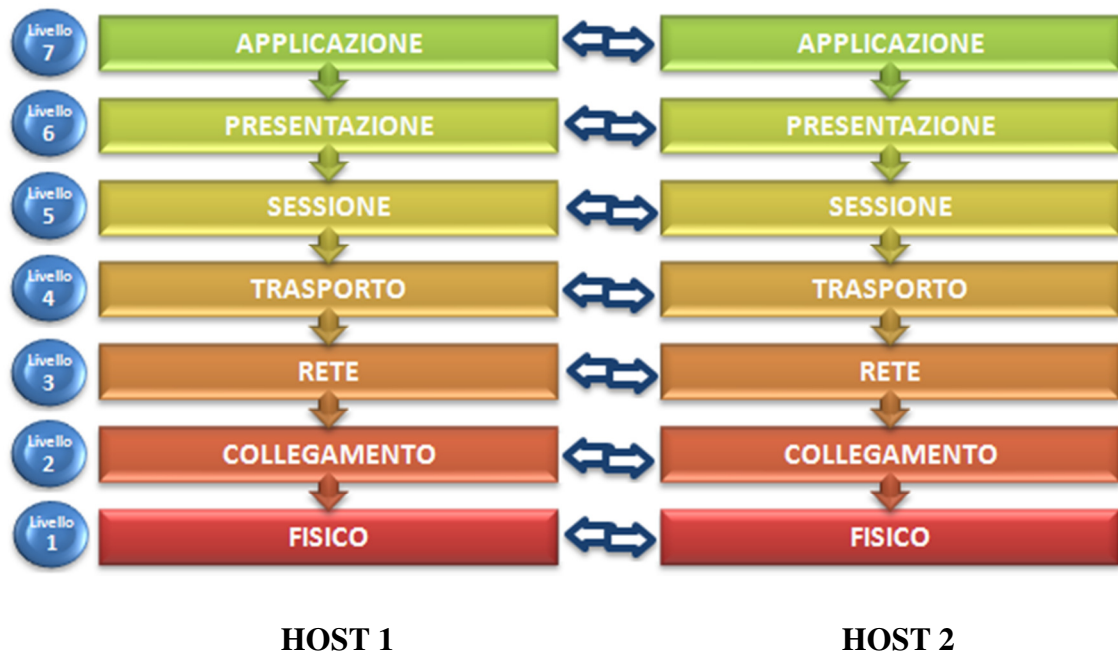 Livello
7
APPLICAZIONE
APPLICAZIONE
Livello
6
PRESENTAZIONE
PRESENTAZIONE
Livello
5
SESSIONE
SESSIONE
Livello
4
TRASPORTO
TRASPORTO
Livello
3
RETE
RETE
Livello
2
COLLEGAMENTO
COLLEGAMENTO
Livello
1
FISICO
FISICO
HOST 1
HOST 2